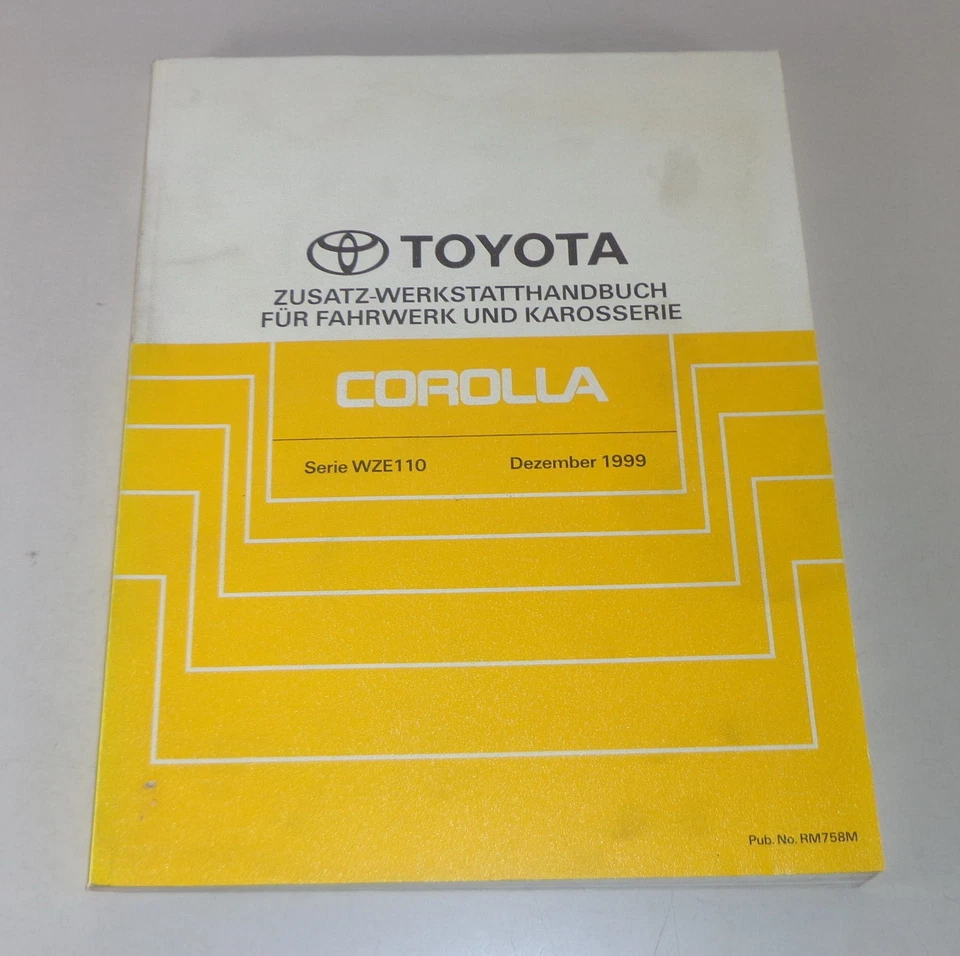 TOYOTA
ZUSATZ-WERKSTATTHANDBUCH
FÜR FAHRWERK UND KAROSSERIE
COROLLA
Serie WZE110 Dezember 1999
Pub. No. RM758M